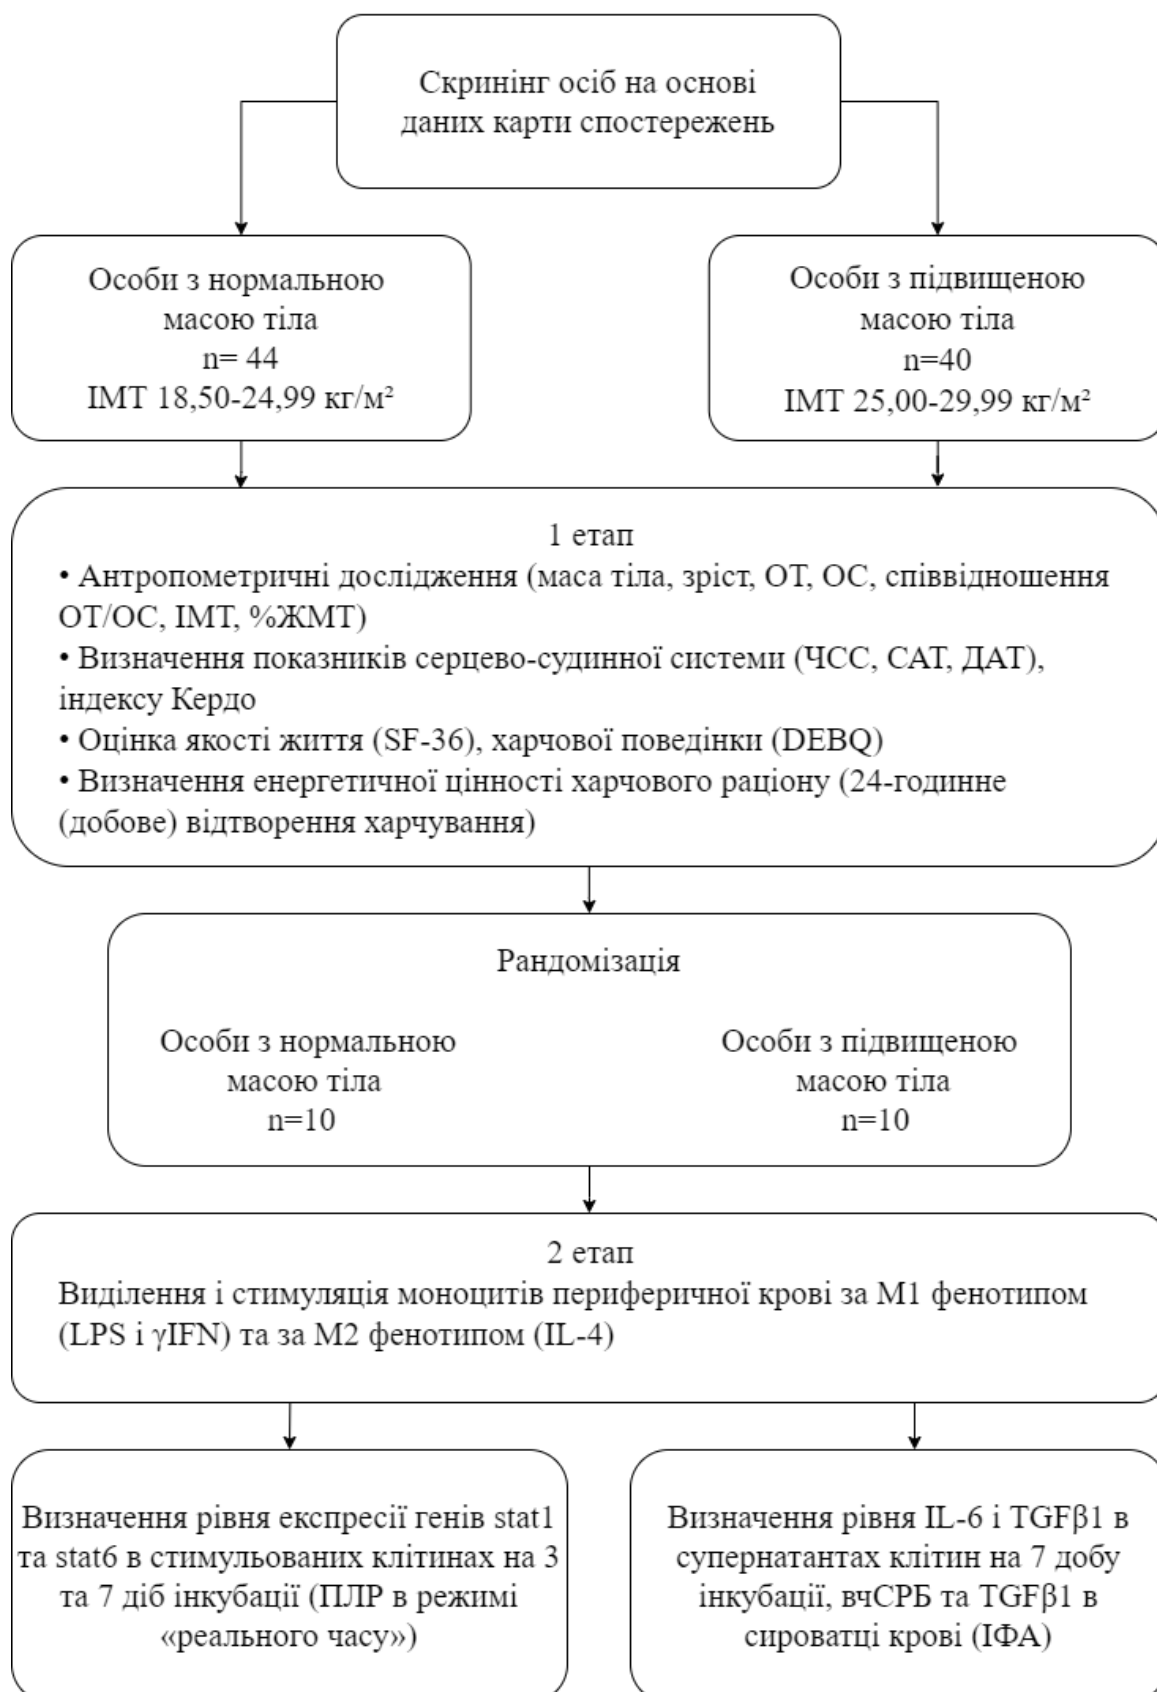 Скринінг осіб на основі
даних карти спостережень
Особи з нормальною
масою тіла
n= 44
ІМТ 18,50-24,99 кг/м²
Особи з підвищеною
масою тіла
n=40
ІМТ 25,00-29,99 кг/м²
1 етап
• Антропометричні дослідження (маса тіла, зріст, ОТ, ОС, співвідношення
ОТ/ОС, ІМТ, %ЖМТ)
• Визначення показників серцево-судинної системи (ЧСС, САТ, ДАТ),
індексу Кердо
• Оцінка якості життя (SF-36), харчової поведінки (DEBQ)
• Визначення енергетичної цінності харчового раціону (24-годинне
(добове) відтворення харчування)
Рандомізація
Особи з нормальною
масою тіла
n=10
Особи з підвищеною
масою тіла
n=10
2 етап
Виділення і стимуляція моноцитів периферичної крові за М1 фенотипом
(LPS і γIFN) та за М2 фенотипом (IL-4)
Визначення рівня експресії генів stat1
та stat6 в стимульованих клітинах на 3
та 7 діб інкубації (ПЛР в режимі
«реального часу»)
Визначення рівня IL-6 і TGFβ1 в
супернатантах клітин на 7 добу
інкубації, вчСРБ та TGFβ1 в
сироватці крові (ІФА)